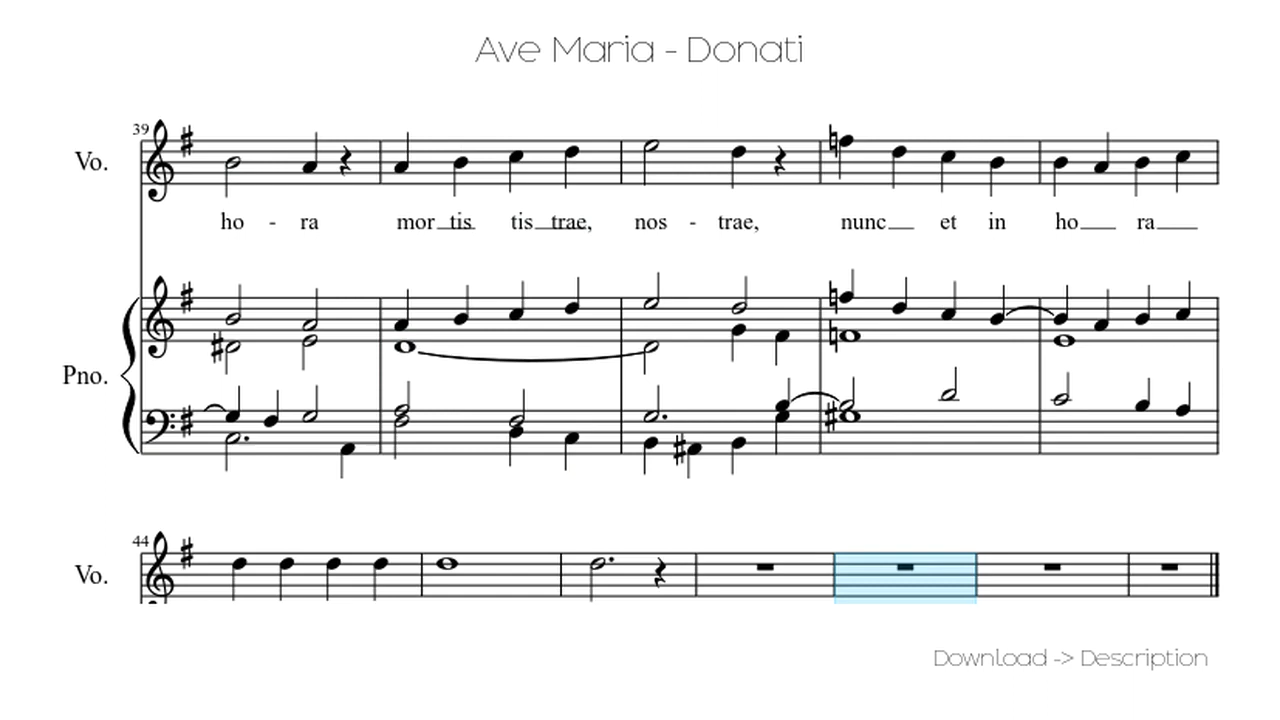 Ave Maria - Donati
39
Vo.
ho - ra mor tis tis trae, nos - trae, nunc et in ho ra
Pno.
44
Vo.
Download -> Description